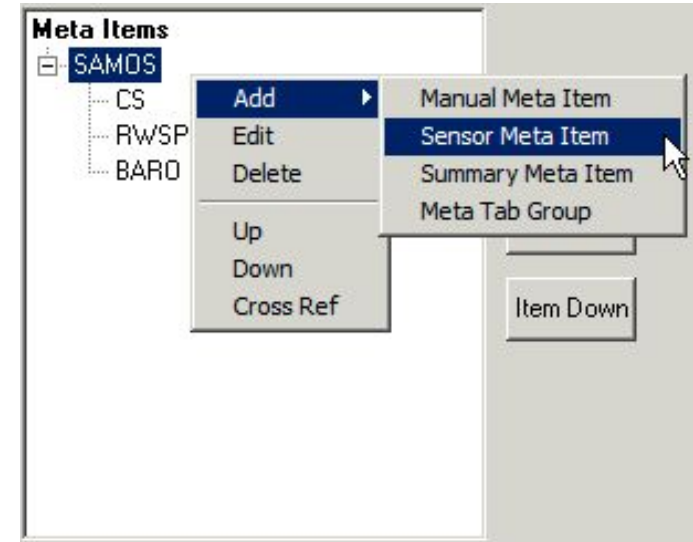 Meta Items
SAMOS
CS
RWSP
BARO
Add
Edit
Delete
Up
Down
Cross Ref
Manual Meta Item
Sensor Meta Item
Summary Meta Item
Meta Tab Group
Item Down